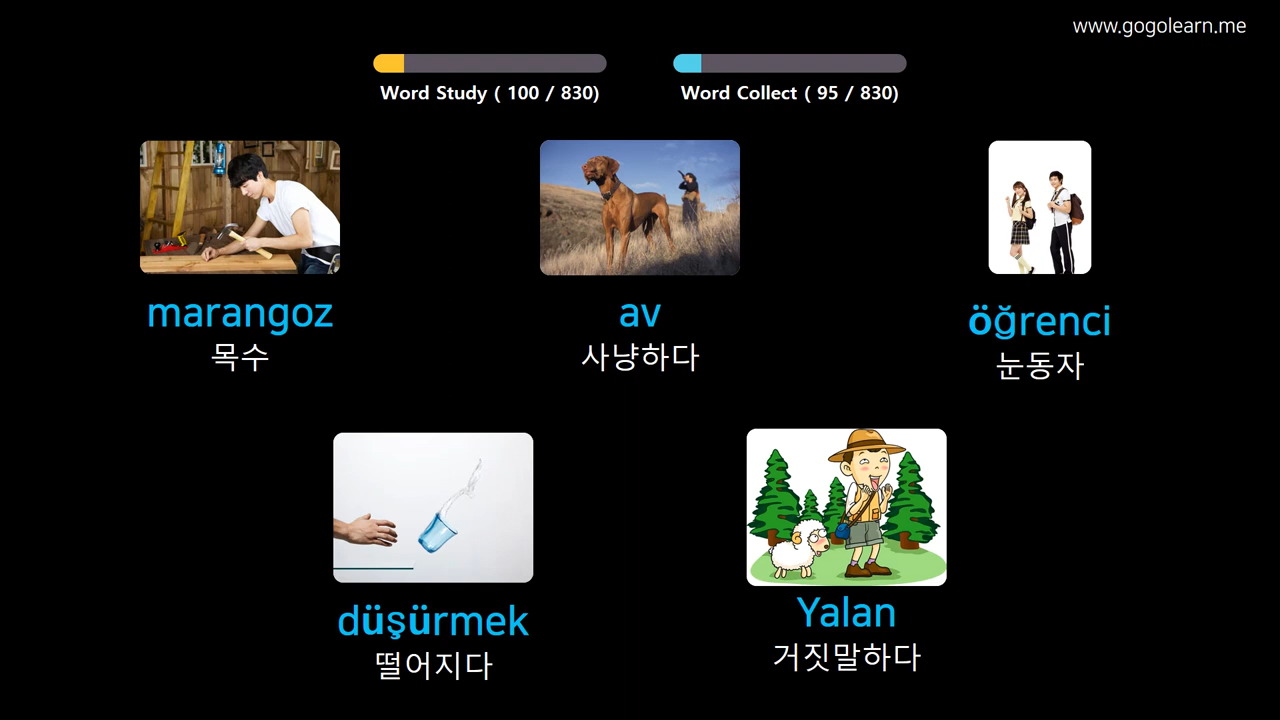 www.gogolearn.me
Word Study ( 100 / 830)
Word Collect ( 95 / 830)
marangoz
목수
av
사냥하다
öğrenci
눈동자
düşürmek
떨어지다
Yalan
거짓말하다